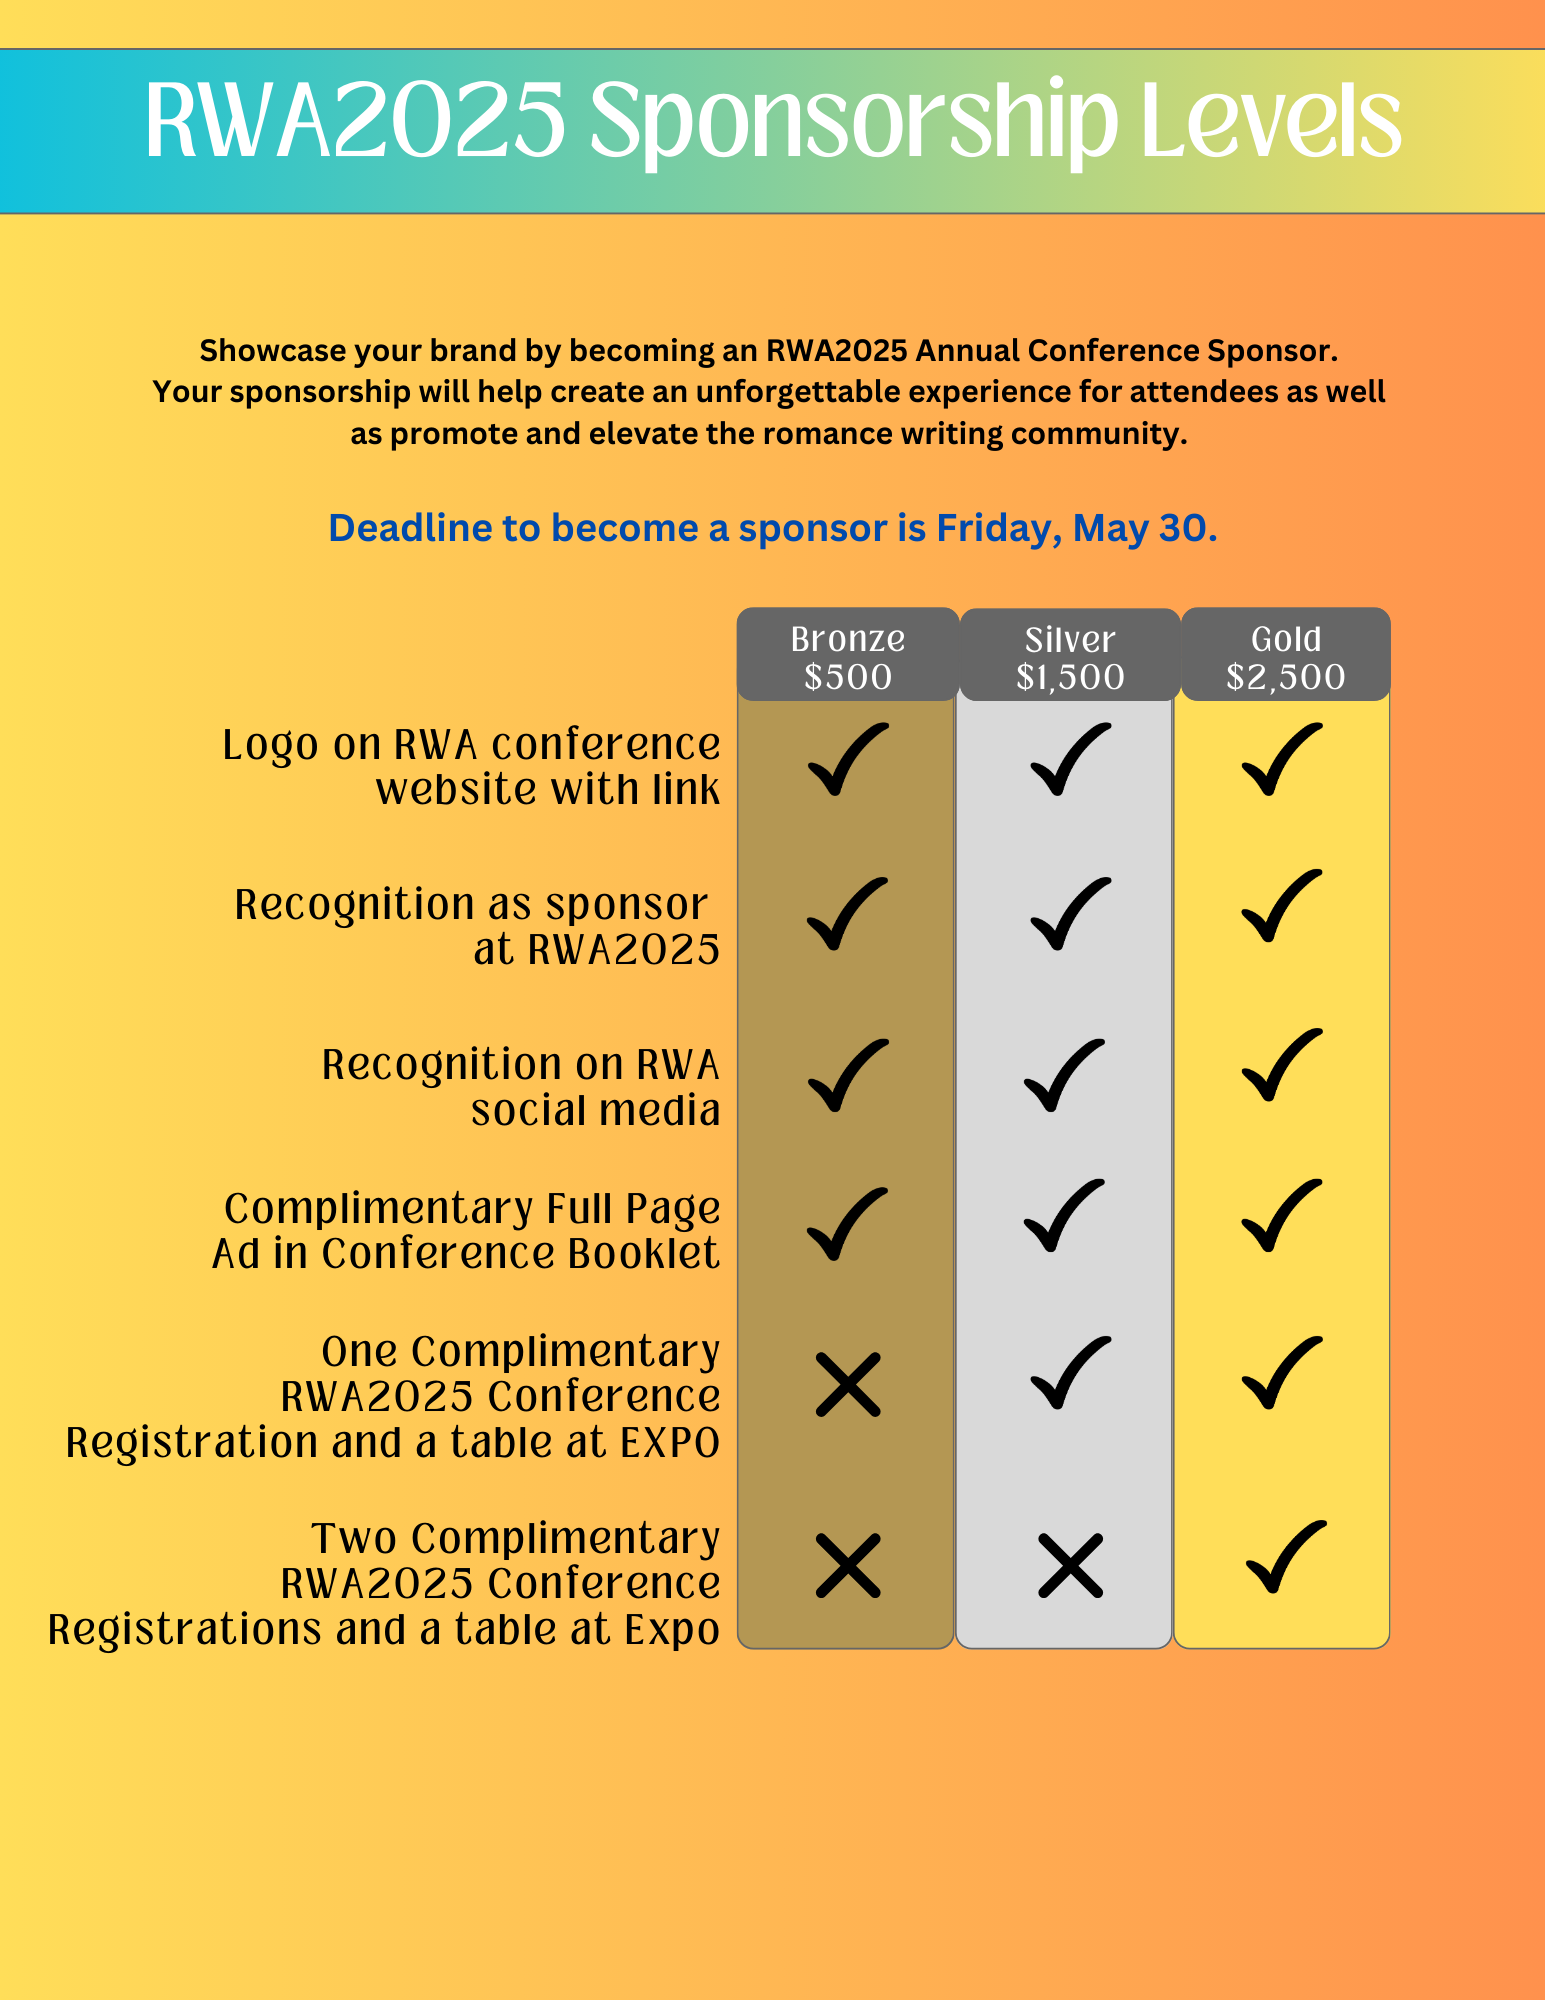 RWA2025 Sponsorship Levels
Showcase your brand by becoming an RWA2025 Annual Conference Sponsor.
Your sponsorship will help create an unforgettable experience for attendees as well
as promote and elevate the romance writing community.
Deadline to become a sponsor is Friday, May 30.
Bronze
$500
Silver
$1,500
Gold
$2,500
Logo on RWA conference
website with link
Recognition as sponsor
at RWA2025
Recognition on RWA
social media
Complimentary Full Page
Ad in Conference Booklet
One Complimentary
RWA2025 Conference
Registration and a table at EXPO
Two Complimentary
RWA2025 Conference
Registrations and a table at Expo